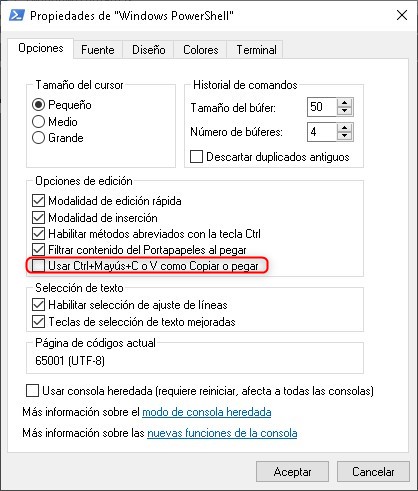 Propiedades de "Windows PowerShell"
Opciones Fuente Diseño Colores Terminal
Tamaño del cursor
Pequeño
Medio
Grande
Historial de comandos
Tamaño del búfer: 50
Número de búferes: 4
Descartar duplicados antiguos
Opciones de edición
Modalidad de edición rápida
Modalidad de inserción
Habilitar métodos abreviados con la tecla Ctrl
Filtrar contenido del Portapapeles al pegar
Usar Ctrl+Mayús+C o V como Copiar o pegar
Selección de texto
Habilitar selección de ajuste de líneas
Teclas de selección de texto mejoradas
Página de códigos actual
65001 (UTF-8)
Usar consola heredada (requiere reiniciar, afecta a todas las consolas)
Más información sobre el modo de consola heredada
Más información sobre las nuevas funciones de la consola
Aceptar Cancelar